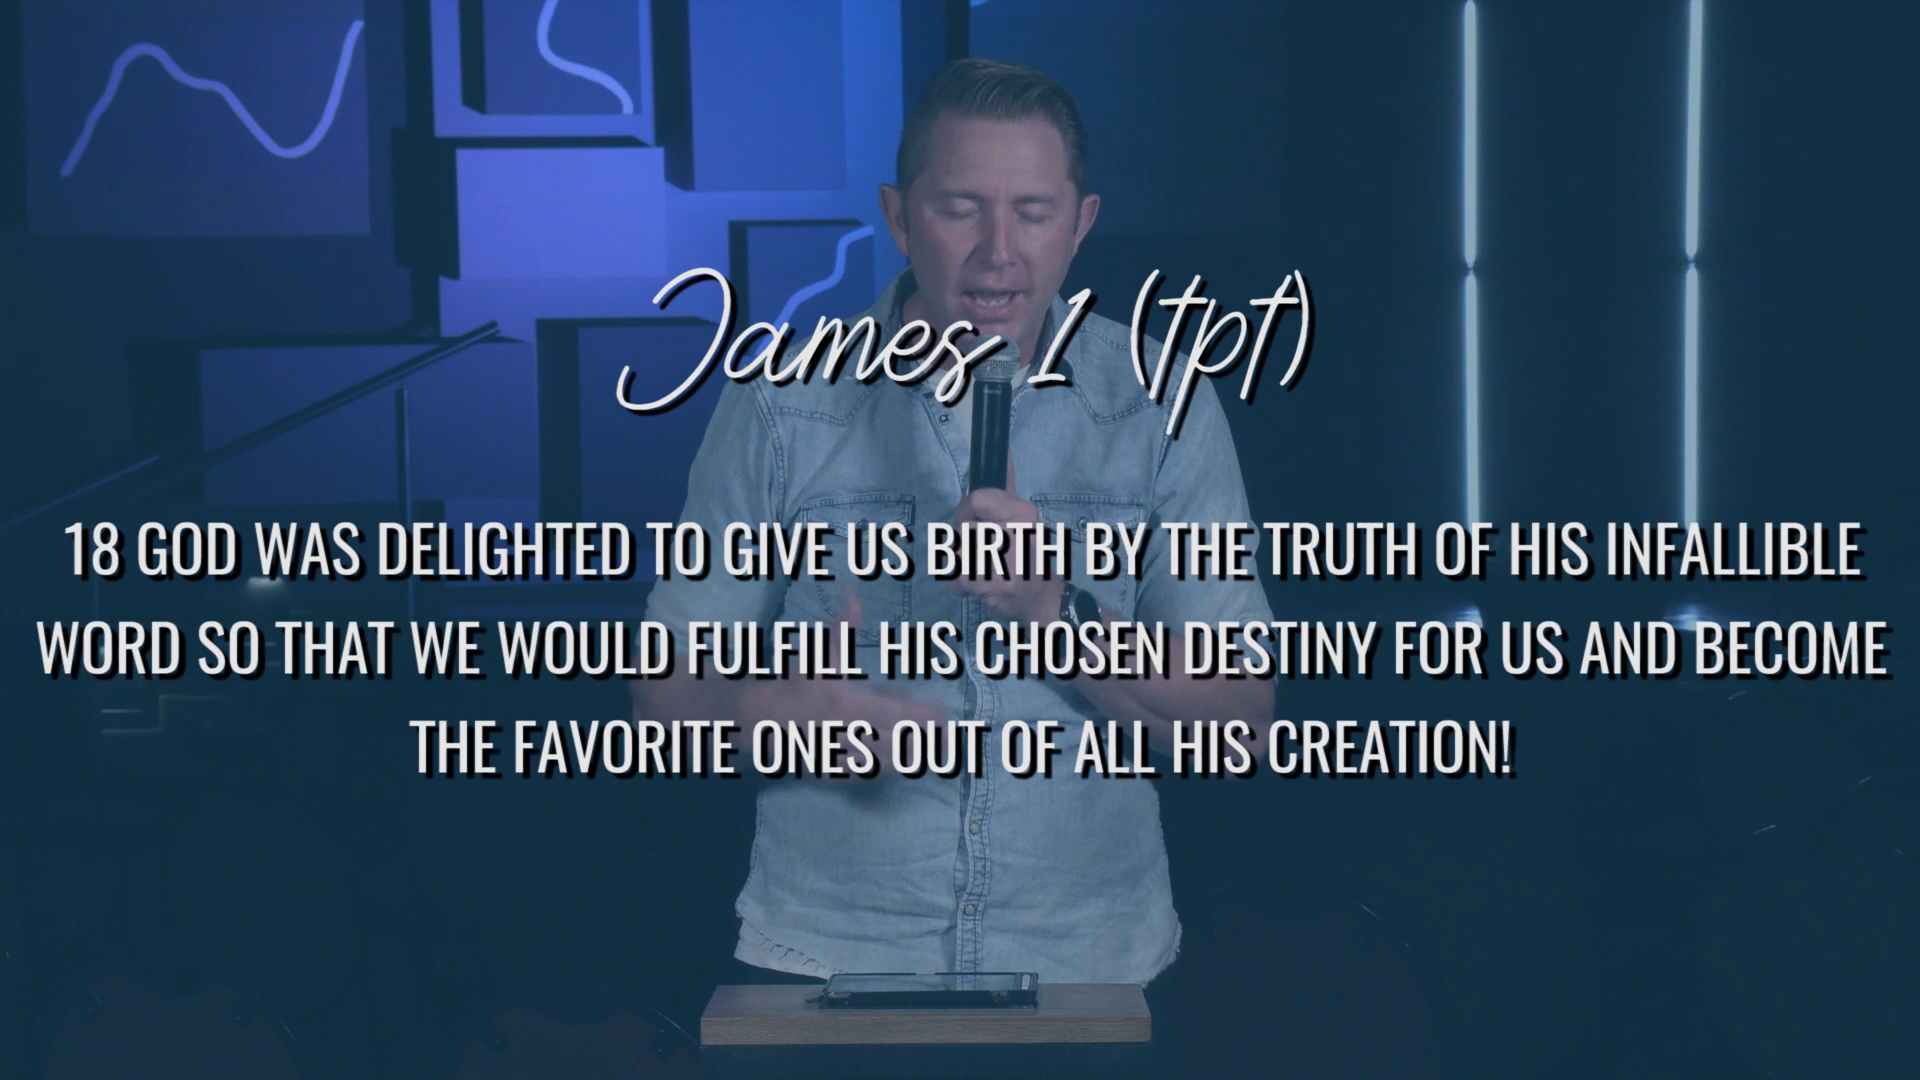 James 1 (tpt)
18 GOD WAS DELIGHTED TO GIVE US BIRTH BY THE TRUTH OF HIS INFALLIBLE
WORD SO THAT WE WOULD FULFILL HIS CHOSEN DESTINY FOR US AND BECOME
THE FAVORITE ONES OUT OF ALL HIS CREATION!